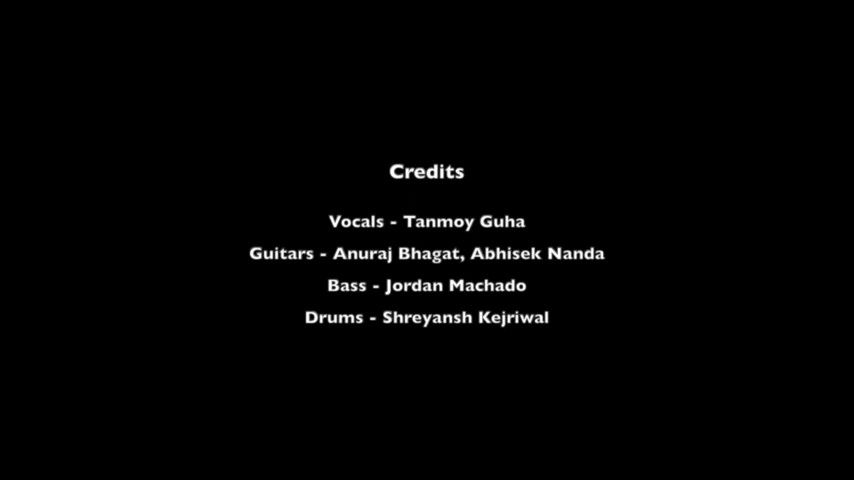 Credits
Vocals - Tanmoy Guha
Guitars - Anuraj Bhagat, Abhisek Nanda
Bass - Jordan Machado
Drums - Shreyansh Kejriwal